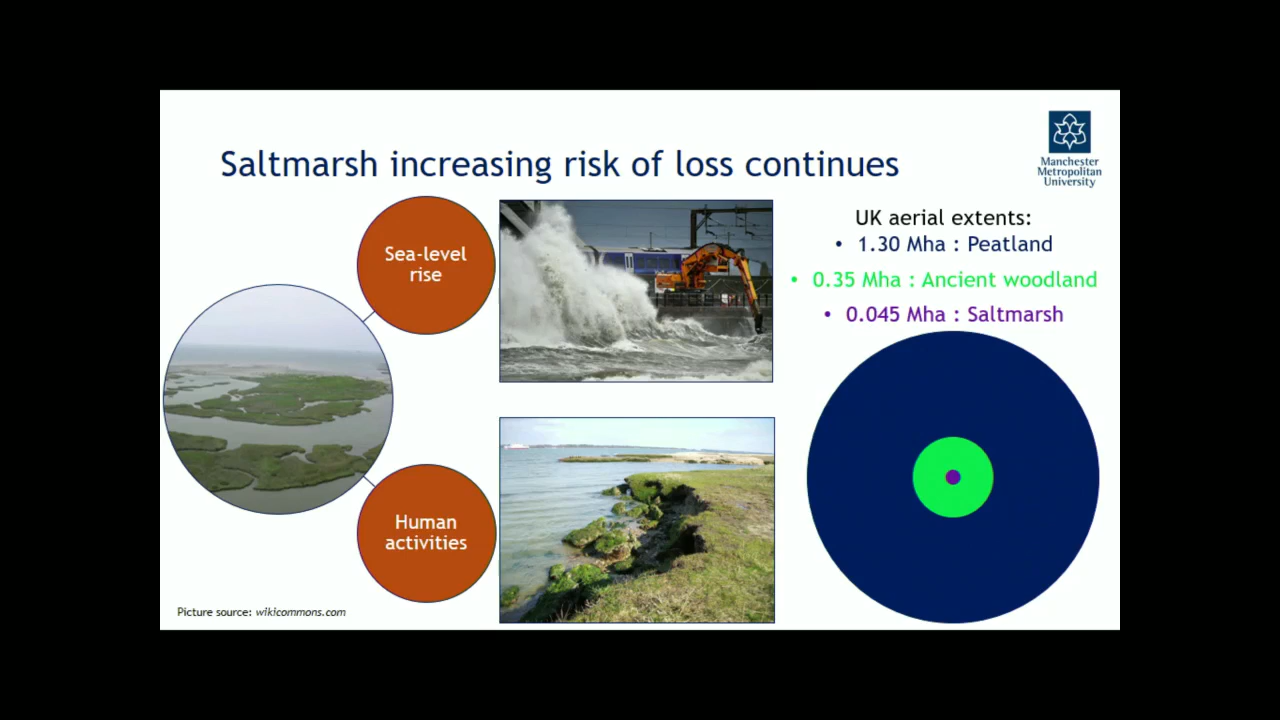 Saltmarsh increasing risk of loss continues
Manchester
Metropolitan
University
Sea-level
rise
Human
activities
UK aerial extents:
• 1.30 Mha : Peatland
• 0.35 Mha : Ancient woodland
• 0.045 Mha : Saltmarsh
Picture source: wikicommons.com